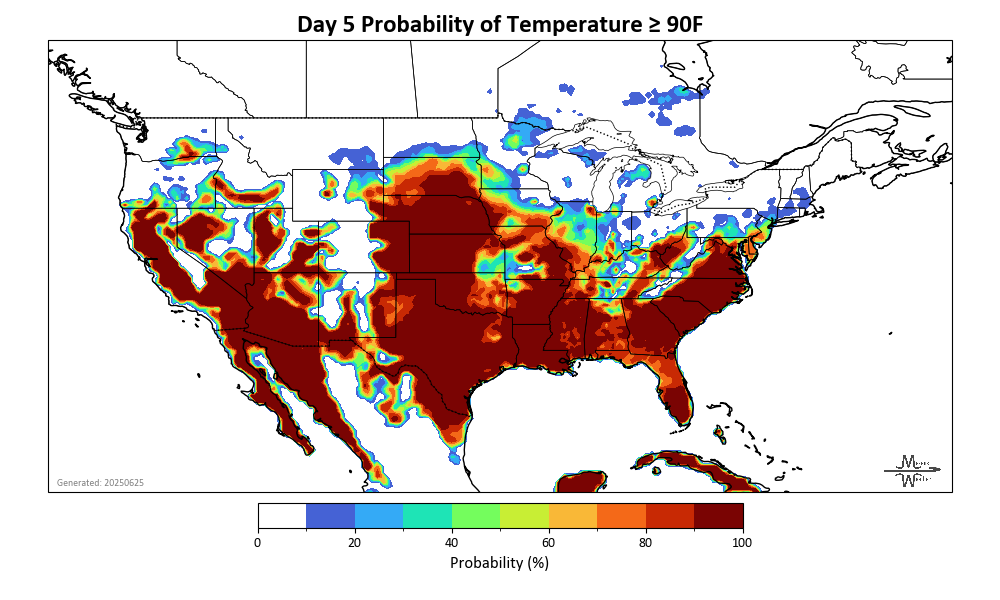 Day 5 Probability of Temperature ≥ 90F
Generated: 20250625
0 20 40 60 80 100
Probability (%)